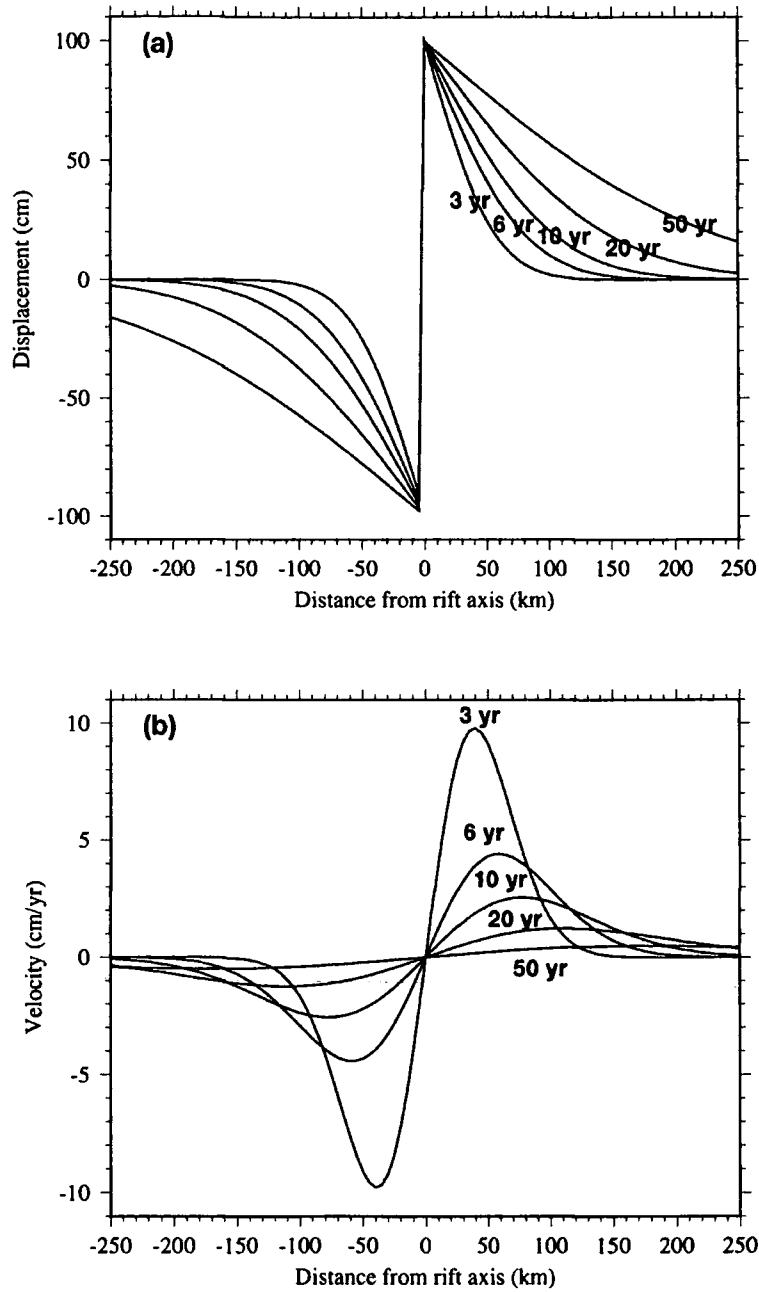 (a)
100
50
0
-50
-100
Displacement (cm)
3 yr
6 yr
10 yr
20 yr
50 yr
-250 -200 -150 -100 -50 0 50 100 150 200 250
Distance from rift axis (km)
(b)
10
5
0
-5
-10
Velocity (cm/yr)
3 yr
6 yr
10 yr
20 yr
50 yr
-250 -200 -150 -100 -50 0 50 100 150 200 250
Distance from rift axis (km)